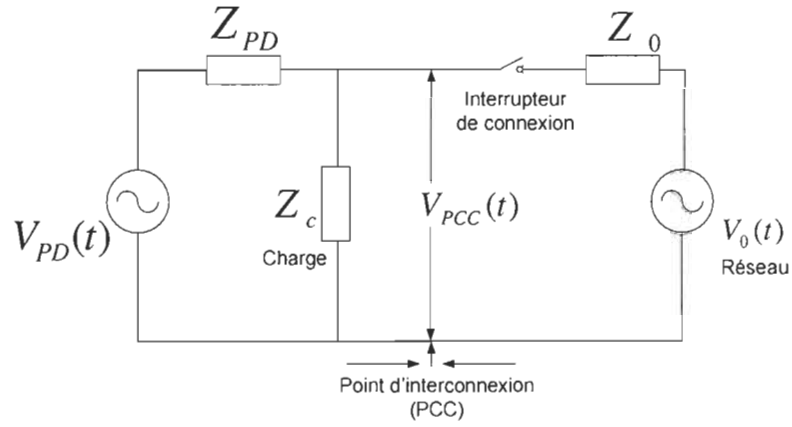 Z_PD
Z_0
Interrupteur
de connexion
Z_c
Charge
V_PCC(t)
V_PD(t)
V_0(t)
Réseau
Point d'interconnexion
(PCC)